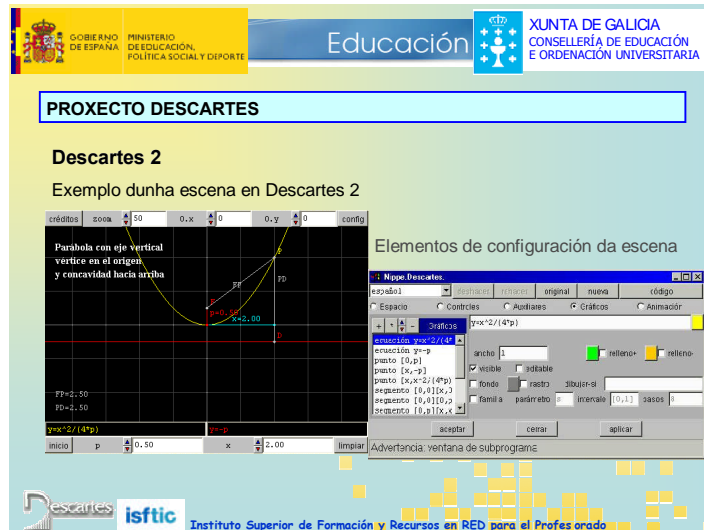 GOBIERNO
DE ESPAÑA
MINISTERIO
DE EDUCACIÓN,
POLÍTICA SOCIAL Y DEPORTE
Educación
XUNTA DE GALICIA
CONSELLERÍA DE EDUCACIÓN
E ORDENACIÓN UNIVERSITARIA
PROXECTO DESCARTES
Descartes 2
Exemplo dunha escena en Descartes 2
créditos zoom 50 O.x 0 O.y 0 config
Parábola con eje vertical
vértice en el origen
y concavidad hacia arriba
P
FP
PD
F
x=2.00
D
FP=2.50
PD=2.50
y=x^2/(4*p) y=-p
inicio p 0.50 x 2.00 limpiar
Elementos de configuración da escena
Nippe.Descartes.
español deshacer rehacer original nueva código
Espacio Controles Auxiliares Gráficos Animación
+ * - Gráficos y=x^2/(4*p)
ecuación y=x^2/(4*
ecuación y=-p
punto [0,p]
punto [x,-p]
punto [x,x^2/(4*p)]
segmento [0,0][x,0
segmento [0,0][0,p
segmento [0,p][x,x
ancho 1 relleno+ relleno-
visible editable
fondo rastro dibujar-si
familia parámetro s intervalo [0,1] pasos 8
aceptar cerrar aplicar
Advertencia: ventana de subprograma
Descartes
isftic
Instituto Superior de Formación y Recursos en RED para el Profesorado